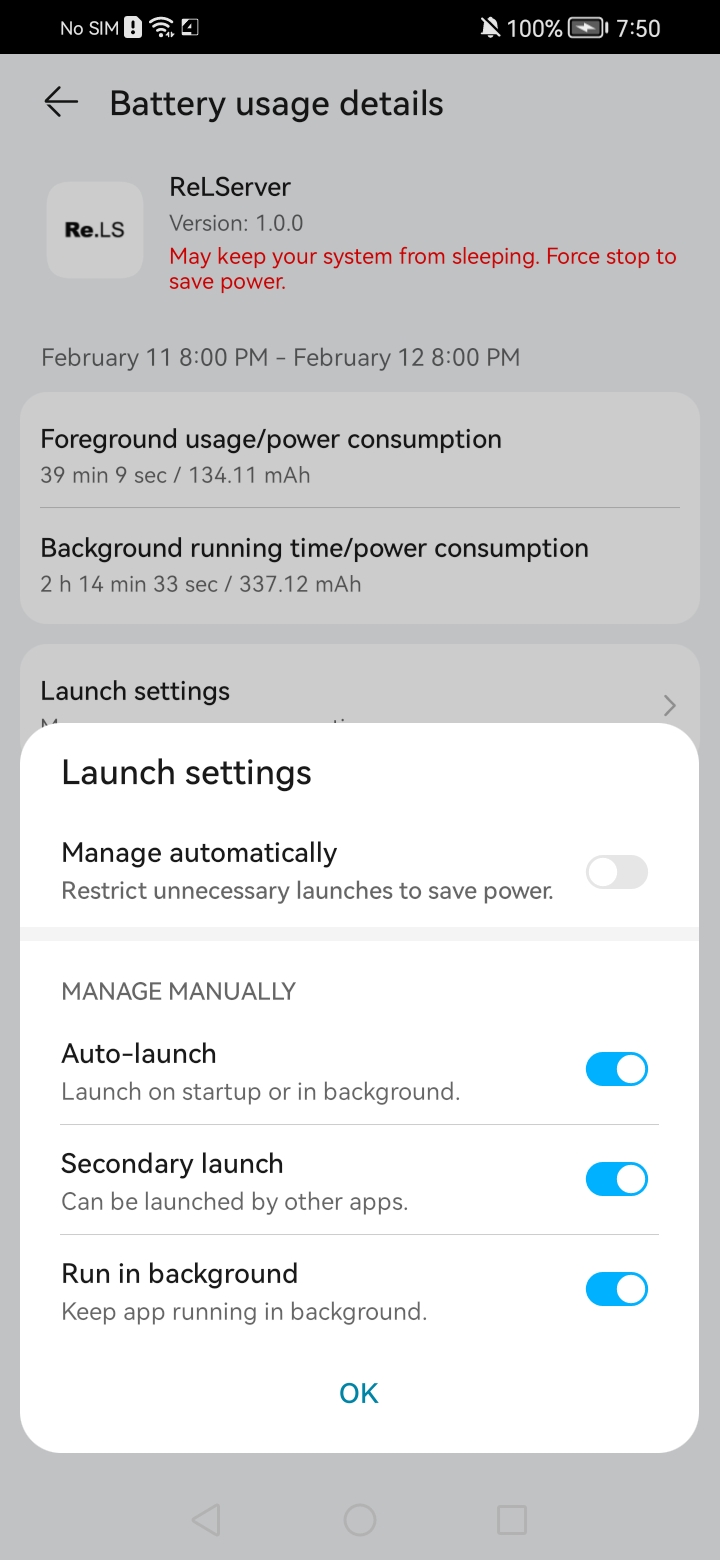 No SIM 100% 7:50
Battery usage details
Re.LS
ReLServer
Version: 1.0.0
May keep your system from sleeping. Force stop to
save power.
February 11 8:00 PM – February 12 8:00 PM
Foreground usage/power consumption
39 min 9 sec / 134.11 mAh
Background running time/power consumption
2 h 14 min 33 sec / 337.12 mAh
Launch settings
Launch settings
Manage automatically
Restrict unnecessary launches to save power.
MANAGE MANUALLY
Auto-launch
Launch on startup or in background.
Secondary launch
Can be launched by other apps.
Run in background
Keep app running in background.
OK